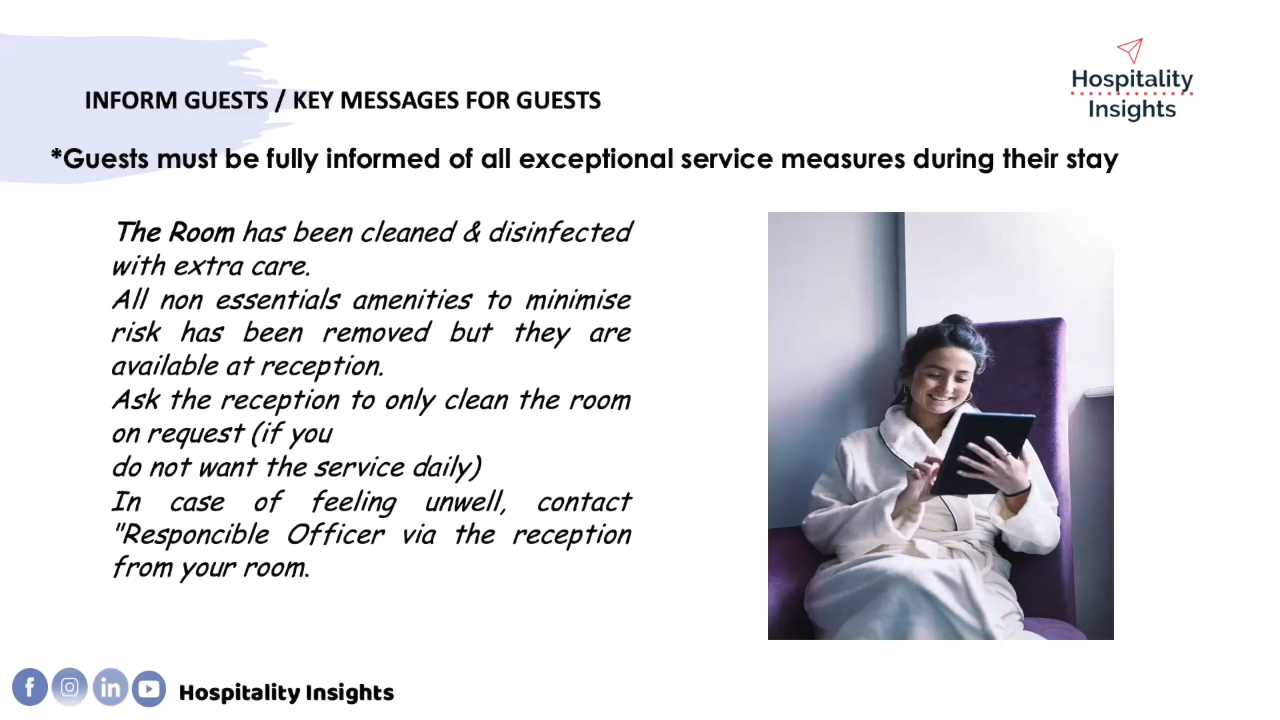 Hospitality
Insights
INFORM GUESTS / KEY MESSAGES FOR GUESTS
*Guests must be fully informed of all exceptional service measures during their stay
The Room has been cleaned & disinfected
with extra care.
All non essentials amenities to minimise
risk has been removed but they are
available at reception.
Ask the reception to only clean the room
on request (if you
do not want the service daily)
In case of feeling unwell, contact
"Responcible Officer via the reception
from your room.
f in Hospitality Insights